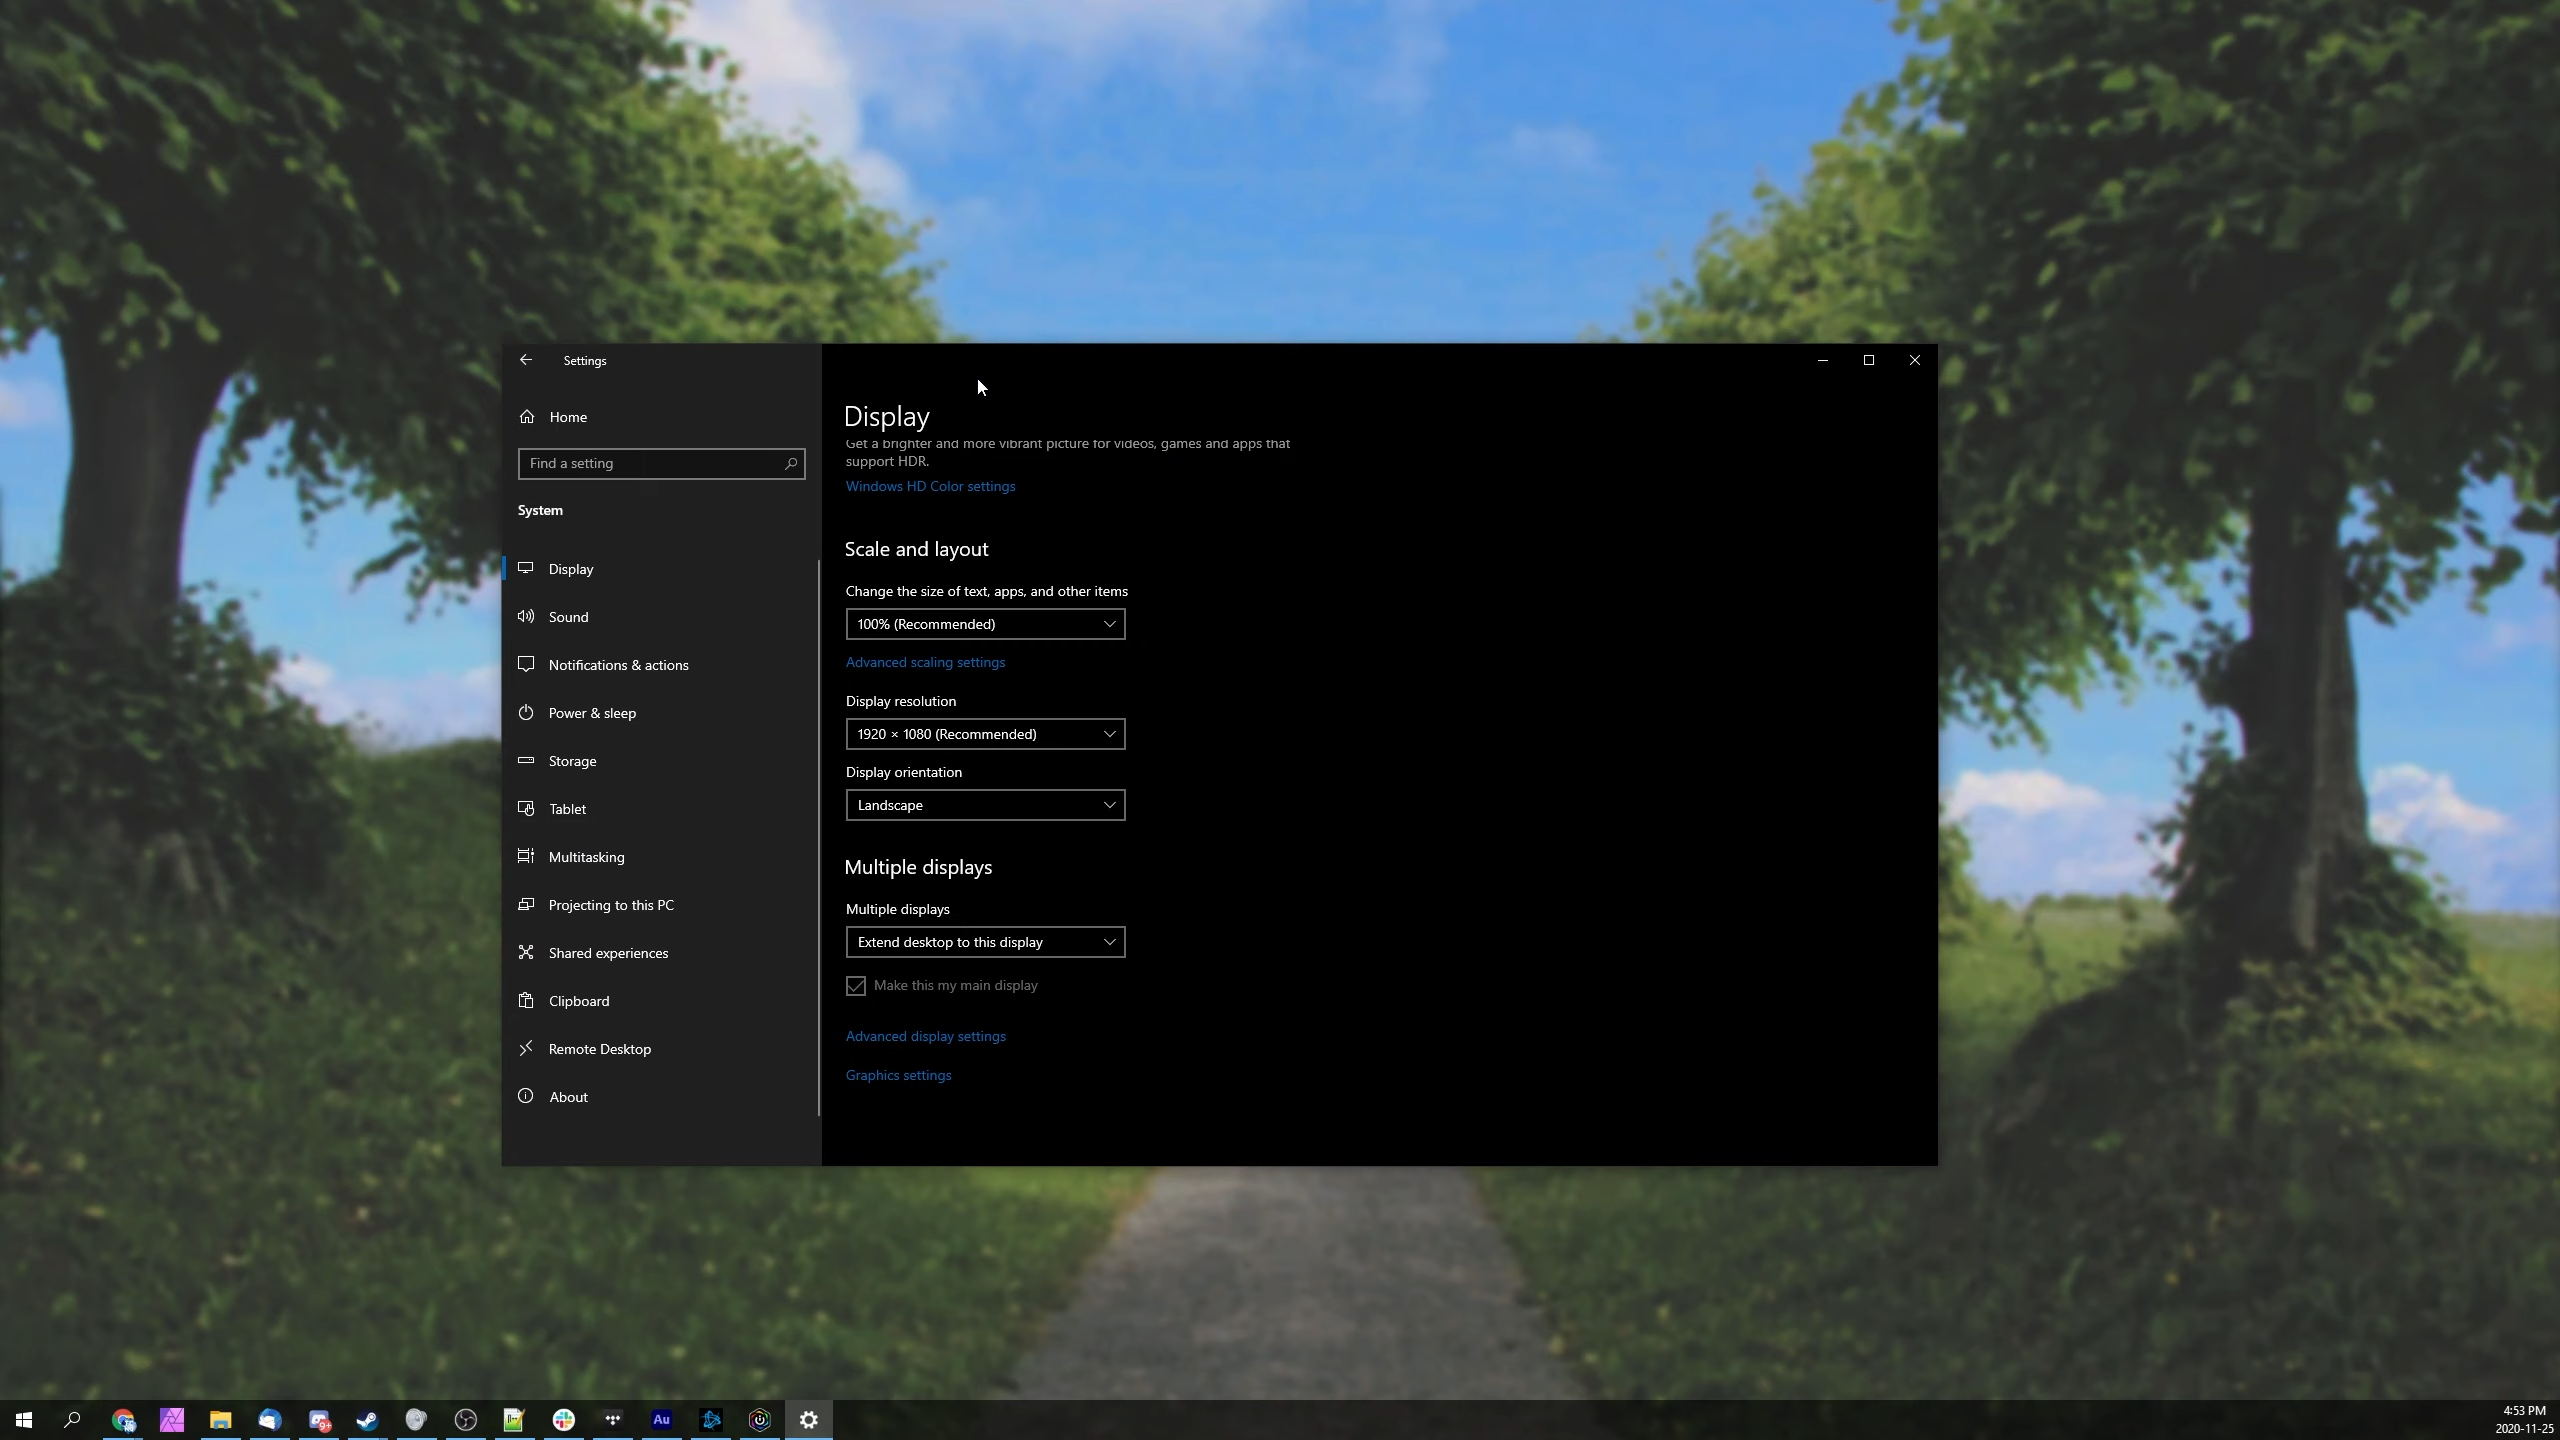 Settings
Home
Find a setting
System
Display
Sound
Notifications & actions
Power & sleep
Storage
Tablet
Multitasking
Projecting to this PC
Shared experiences
Clipboard
Remote Desktop
About
Display
Get a brighter and more vibrant picture for videos, games and apps that
support HDR.
Windows HD Color settings
Scale and layout
Change the size of text, apps, and other items
100% (Recommended)
Advanced scaling settings
Display resolution
1920 × 1080 (Recommended)
Display orientation
Landscape
Multiple displays
Multiple displays
Extend desktop to this display
Make this my main display
Advanced display settings
Graphics settings
9+
Au
4:53 PM
2020-11-25